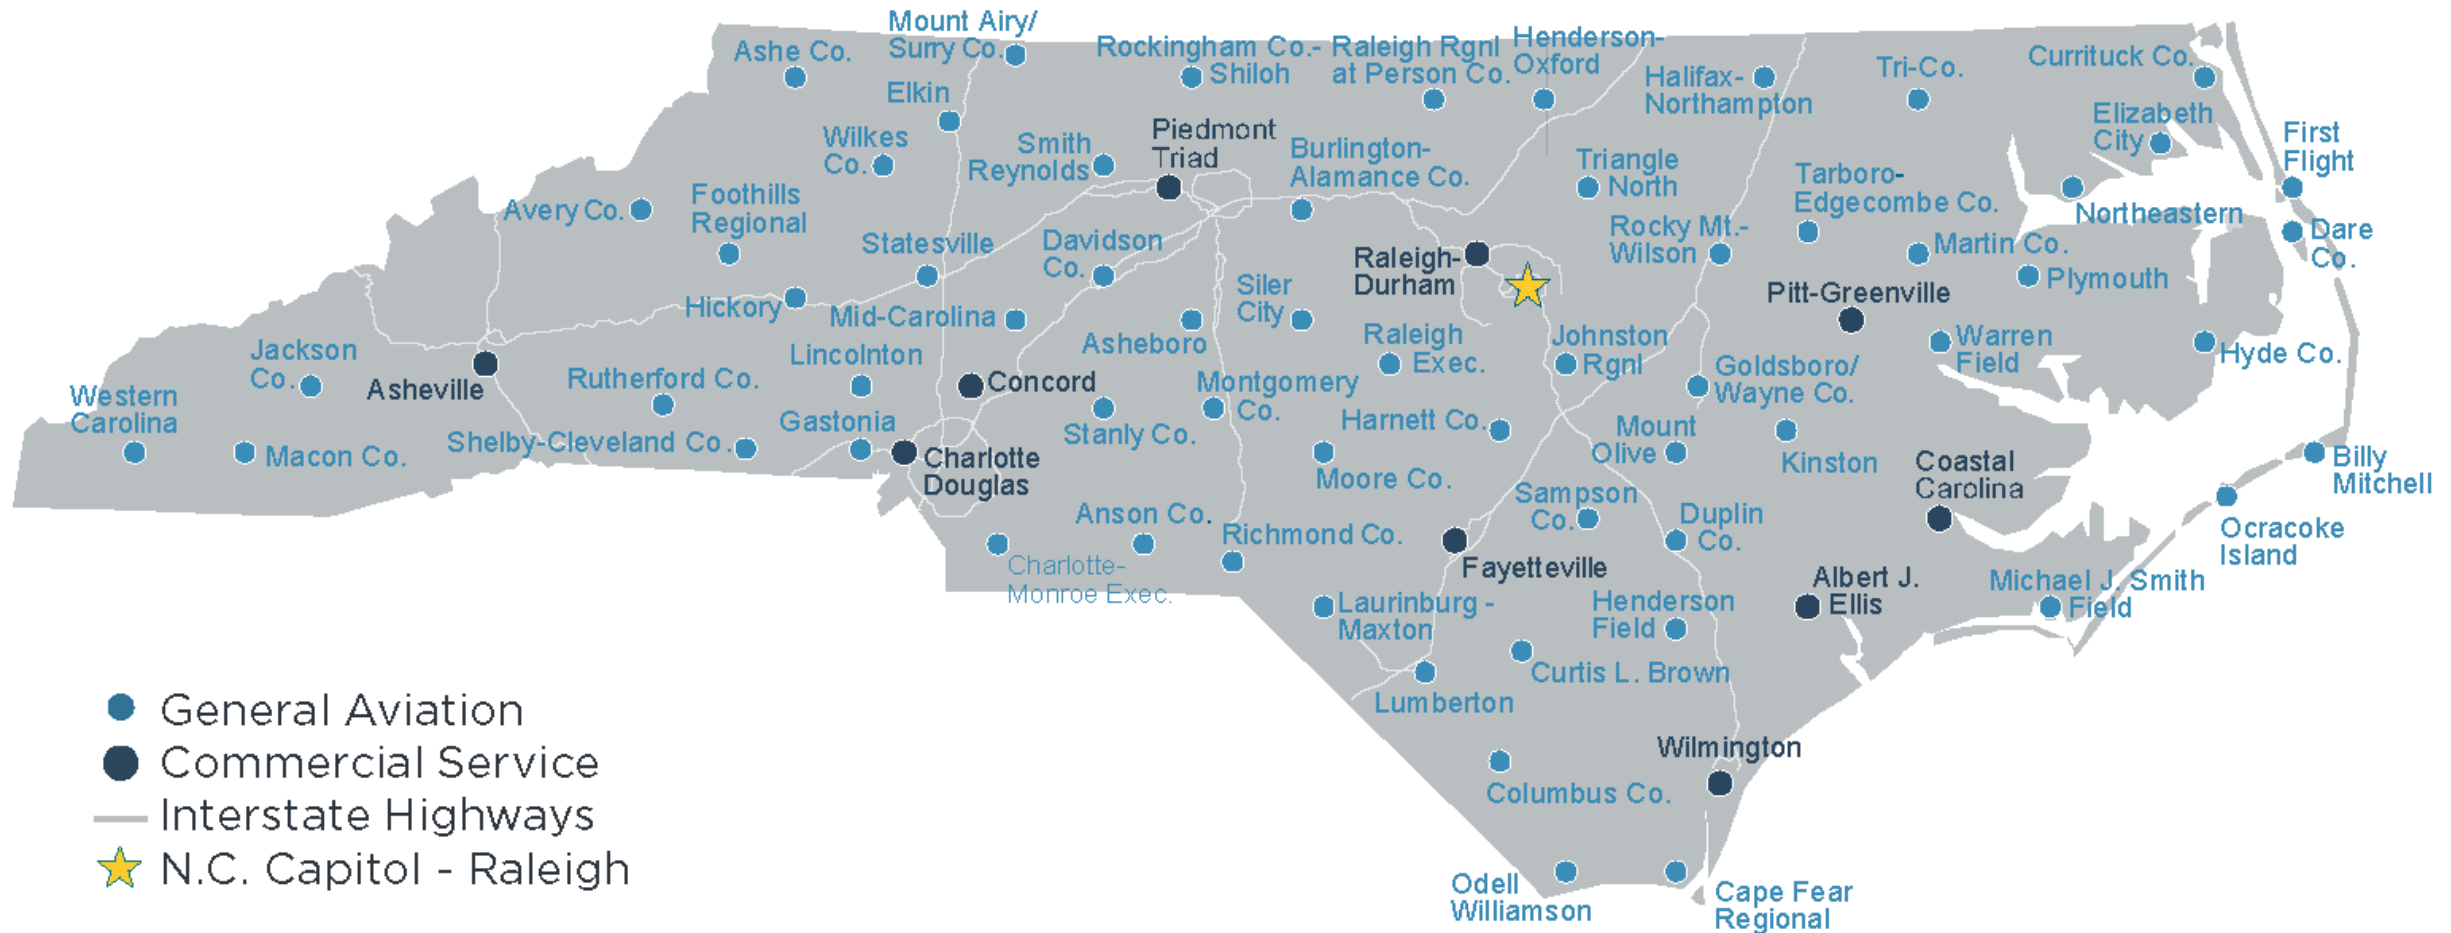 Mount Airy/
Surry Co.
Ashe Co.
Rockingham Co.-
Shiloh
Raleigh Rgnl
at Person Co.
Henderson-
Oxford
Halifax-
Northampton
Tri-Co.
Currituck Co.
Elkin
Elizabeth
City
First
Flight
Wilkes
Co.
Smith
Reynolds
Piedmont
Triad
Burlington-
Alamance Co.
Triangle
North
Tarboro-
Edgecombe Co.
Northeastern
Avery Co.
Foothills
Regional
Statesville
Davidson
Co.
Raleigh-
Durham
Rocky Mt.-
Wilson
Martin Co.
Dare
Co.
Plymouth
Hickory
Mid-Carolina
Asheboro
Siler
City
Pitt-Greenville
Raleigh
Exec.
Johnston
Rgnl
Warren
Field
Hyde Co.
Jackson
Co.
Asheville
Rutherford Co.
Lincolnton
Concord
Montgomery
Co.
Goldsboro/
Wayne Co.
Western
Carolina
Macon Co.
Shelby-Cleveland Co.
Gastonia
Charlotte
Douglas
Stanly Co.
Harnett Co.
Moore Co.
Mount
Olive
Kinston
Coastal
Carolina
Billy
Mitchell
Sampson
Co.
Duplin
Co.
Ocracoke
Island
Anson Co.
Richmond Co.
Charlotte-
Monroe Exec.
Fayetteville
Albert J.
Ellis
Michael J. Smith
Field
Laurinburg -
Maxton
Henderson
Field
Curtis L. Brown
Lumberton
Wilmington
Columbus Co.
Odell
Williamson
Cape Fear
Regional
General Aviation
Commercial Service
Interstate Highways
N.C. Capitol - Raleigh